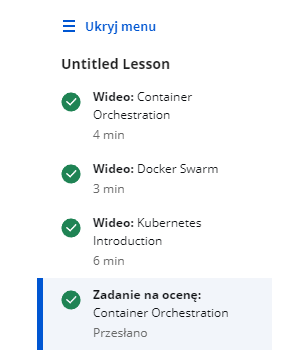 Ukryj menu
Untitled Lesson
Wideo: Container
Orchestration
4 min
Wideo: Docker Swarm
3 min
Wideo: Kubernetes
Introduction
6 min
Zadanie na ocenę:
Container Orchestration
Przesłano